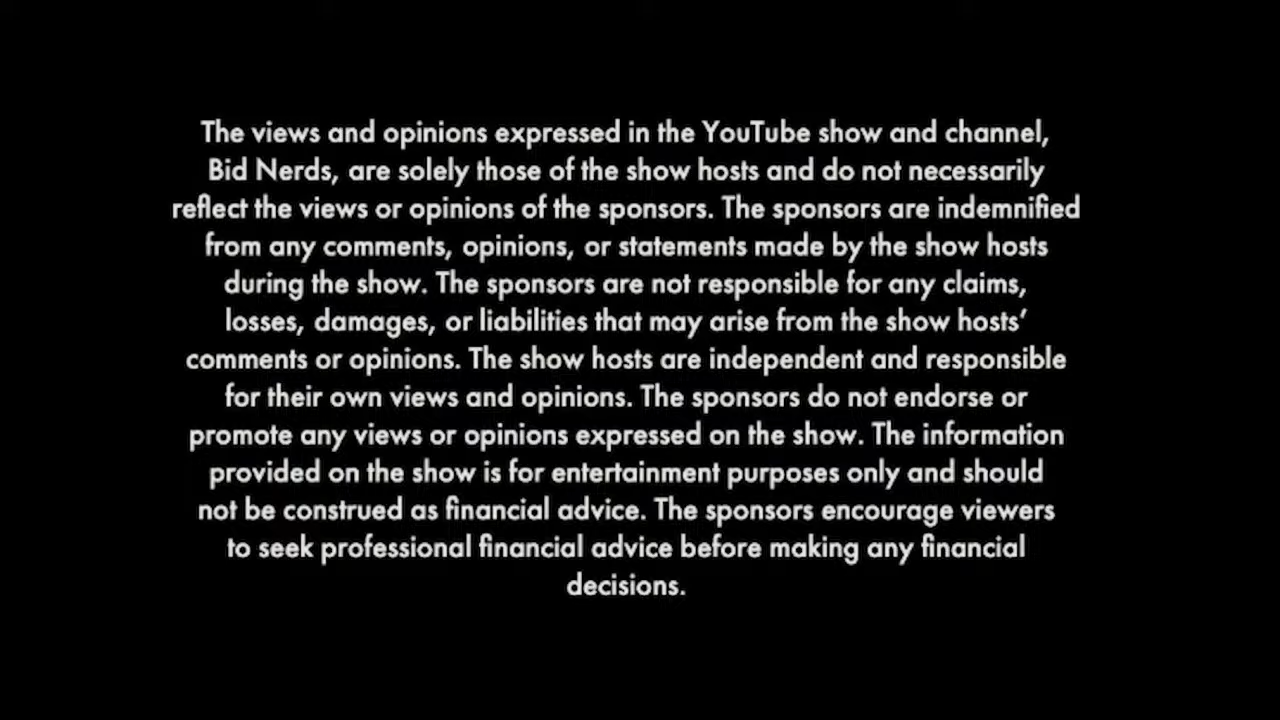 The views and opinions expressed in the YouTube show and channel,
Bid Nerds, are solely those of the show hosts and do not necessarily
reflect the views or opinions of the sponsors. The sponsors are indemnified
from any comments, opinions, or statements made by the show hosts
during the show. The sponsors are not responsible for any claims,
losses, damages, or liabilities that may arise from the show hosts’
comments or opinions. The show hosts are independent and responsible
for their own views and opinions. The sponsors do not endorse or
promote any views or opinions expressed on the show. The information
provided on the show is for entertainment purposes only and should
not be construed as financial advice. The sponsors encourage viewers
to seek professional financial advice before making any financial
decisions.